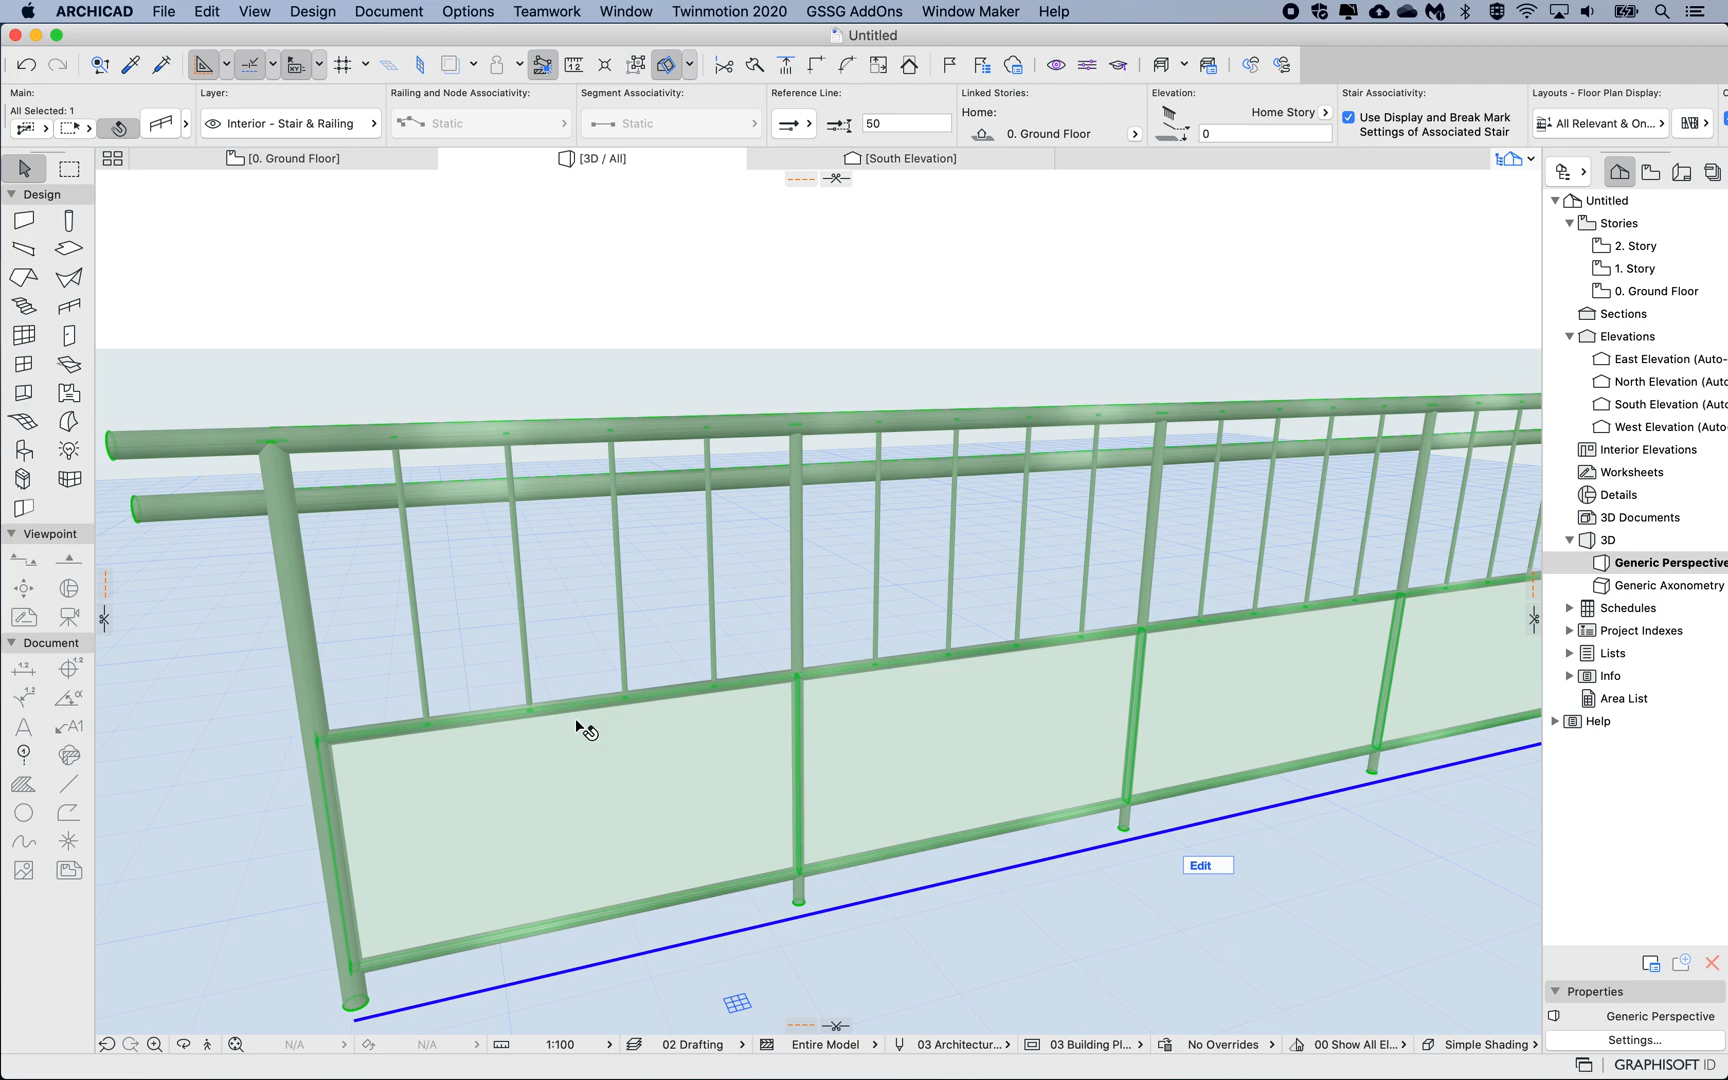 ARCHICAD File Edit View Design Document Options Teamwork Window Twinmotion 2020 GSSG AddOns Window Maker Help
Untitled
Main: Layer: Railing and Node Associativity: Segment Associativity: Reference Line: Linked Stories: Elevation: Stair Associativity: Layouts - Floor Plan Display:
All Selected: 1 Home: Home Story
Interior - Stair & Railing Static Static 50 0. Ground Floor 0 Use Display and Break Mark Settings of Associated Stair All Relevant & On...
[0. Ground Floor] [3D / All] [South Elevation]
Design
Viewpoint
Document
A
A1
1.2
Edit
Untitled
Stories
2. Story
1. Story
0. Ground Floor
Sections
Elevations
East Elevation (Auto-
North Elevation (Auto
South Elevation (Auto
West Elevation (Auto-
Interior Elevations
Worksheets
Details
3D Documents
3D
Generic Perspective
Generic Axonometry
Schedules
Project Indexes
Lists
Info
Area List
Help
Properties
Generic Perspective
Settings...
N/A N/A 1:100 02 Drafting Entire Model 03 Architectur... 03 Building Pl... No Overrides 00 Show All El... Simple Shading
GRAPHISOFT ID